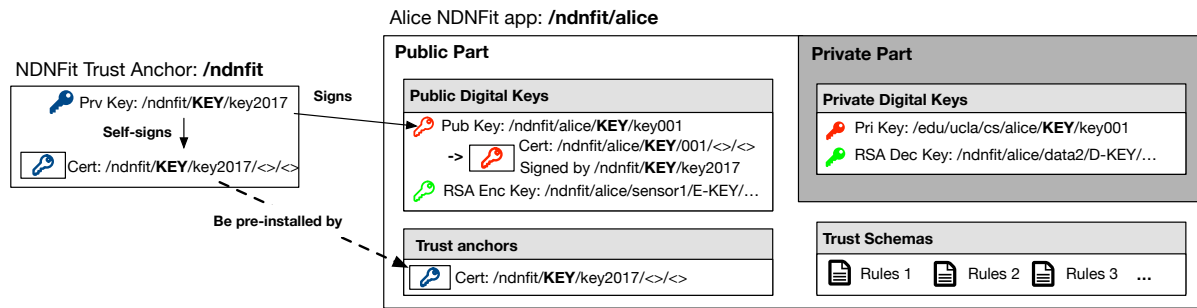 Alice NDNFit app: /ndnfit/alice
NDNFit Trust Anchor: /ndnfit
Prv Key: /ndnfit/KEY/key2017
Self-signs
Cert: /ndnfit/KEY/key2017/<>/<>
Signs
Be pre-installed by
Public Part
Public Digital Keys
Pub Key: /ndnfit/alice/KEY/key001
-> Cert: /ndnfit/alice/KEY/001/<>/<>
Signed by /ndnfit/KEY/key2017
RSA Enc Key: /ndnfit/alice/sensor1/E-KEY/…
Trust anchors
Cert: /ndnfit/KEY/key2017/<>/<>
Private Part
Private Digital Keys
Pri Key: /edu/ucla/cs/alice/KEY/key001
RSA Dec Key: /ndnfit/alice/data2/D-KEY/…
Trust Schemas
Rules 1 Rules 2 Rules 3 ...